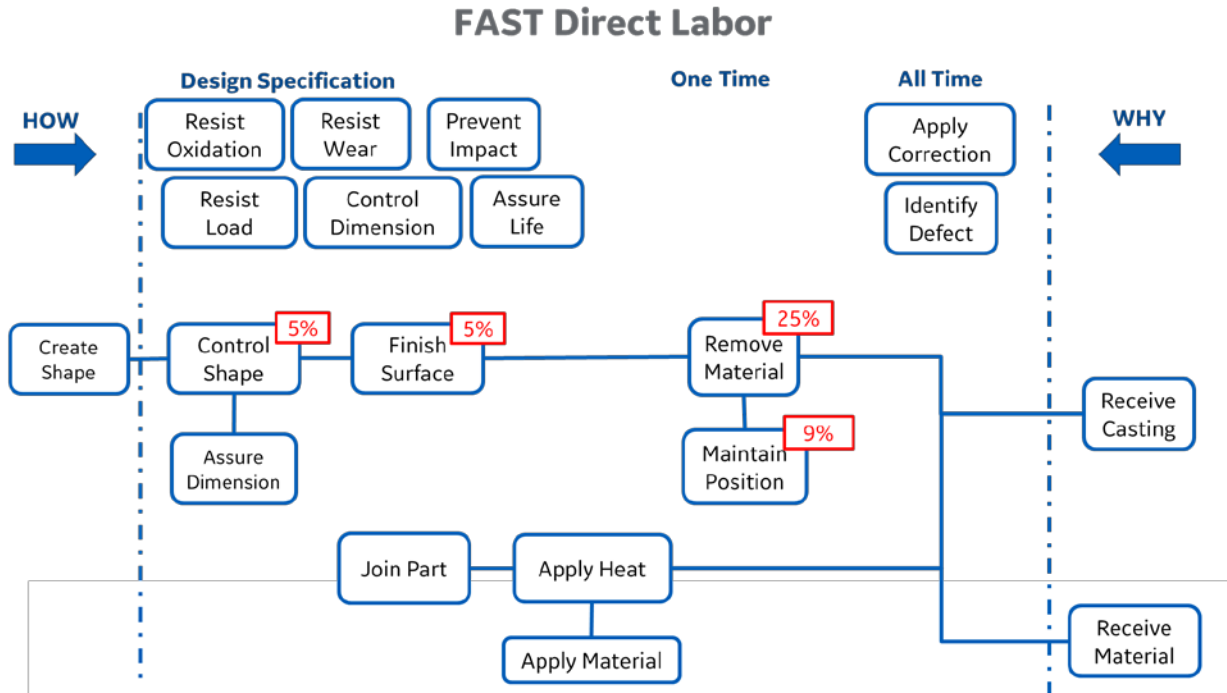 FAST Direct Labor
Design Specification
One Time
All Time
HOW
WHY
Resist
Oxidation
Resist
Wear
Prevent
Impact
Apply
Correction
Resist
Load
Control
Dimension
Assure
Life
Identify
Defect
5%
5%
25%
Create
Shape
Control
Shape
Finish
Surface
Remove
Material
Receive
Casting
9%
Assure
Dimension
Maintain
Position
Join Part
Apply Heat
Apply Material
Receive
Material